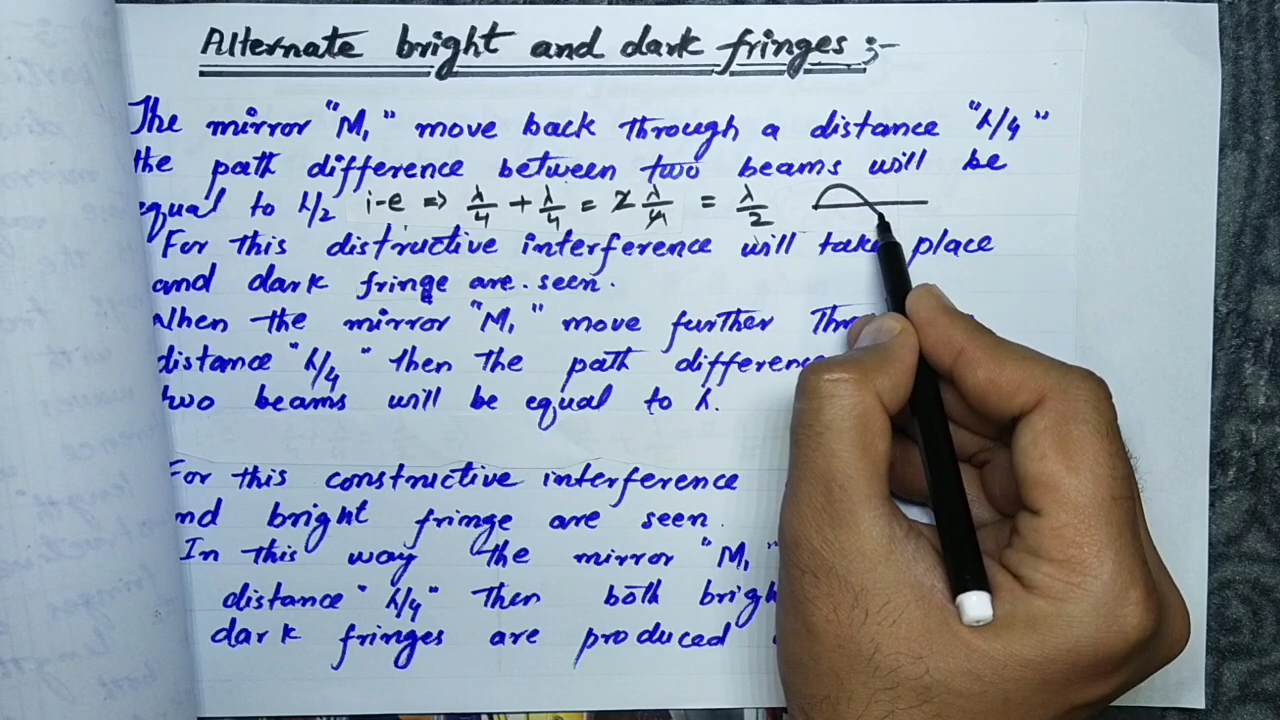 Alternate bright and dark fringes :-
The mirror "M₁" move back through a distance "λ/4"
the path difference between two beams will be
equal to λ/2 i-e ⇒ λ/4 + λ/4 = 2 λ/4 = λ/2
For this distructive interference will take place
and dark fringe are seen.
When the mirror "M₁" move further
distance "λ/4" then the path
two beams will be equal to λ.
For this constructive interference
and bright fringe are seen.
In this way the mirror "M₁"
distance "λ/4" then both
dark fringes are produced